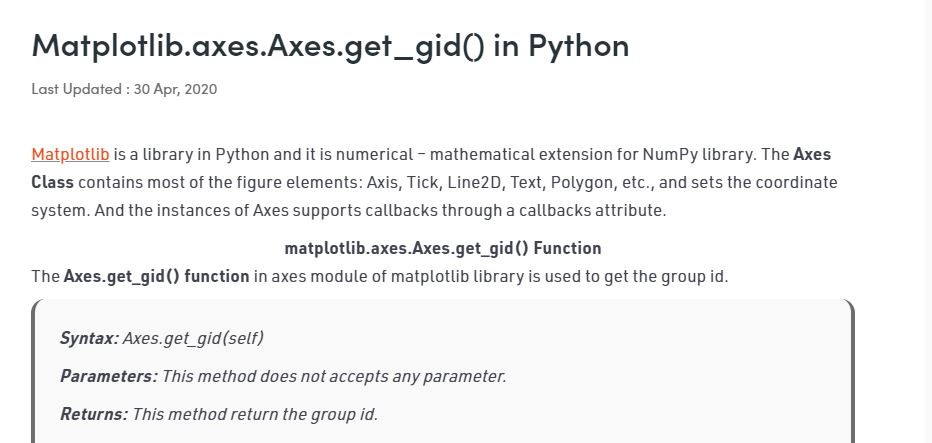 Matplotlib.axes.Axes.get_gid() in Python
Last Updated : 30 Apr, 2020
Matplotlib is a library in Python and it is numerical – mathematical extension for NumPy library. The Axes
Class contains most of the figure elements: Axis, Tick, Line2D, Text, Polygon, etc., and sets the coordinate
system. And the instances of Axes supports callbacks through a callbacks attribute.
matplotlib.axes.Axes.get_gid() Function
The Axes.get_gid() function in axes module of matplotlib library is used to get the group id.
Syntax: Axes.get_gid(self)
Parameters: This method does not accepts any parameter.
Returns: This method return the group id.